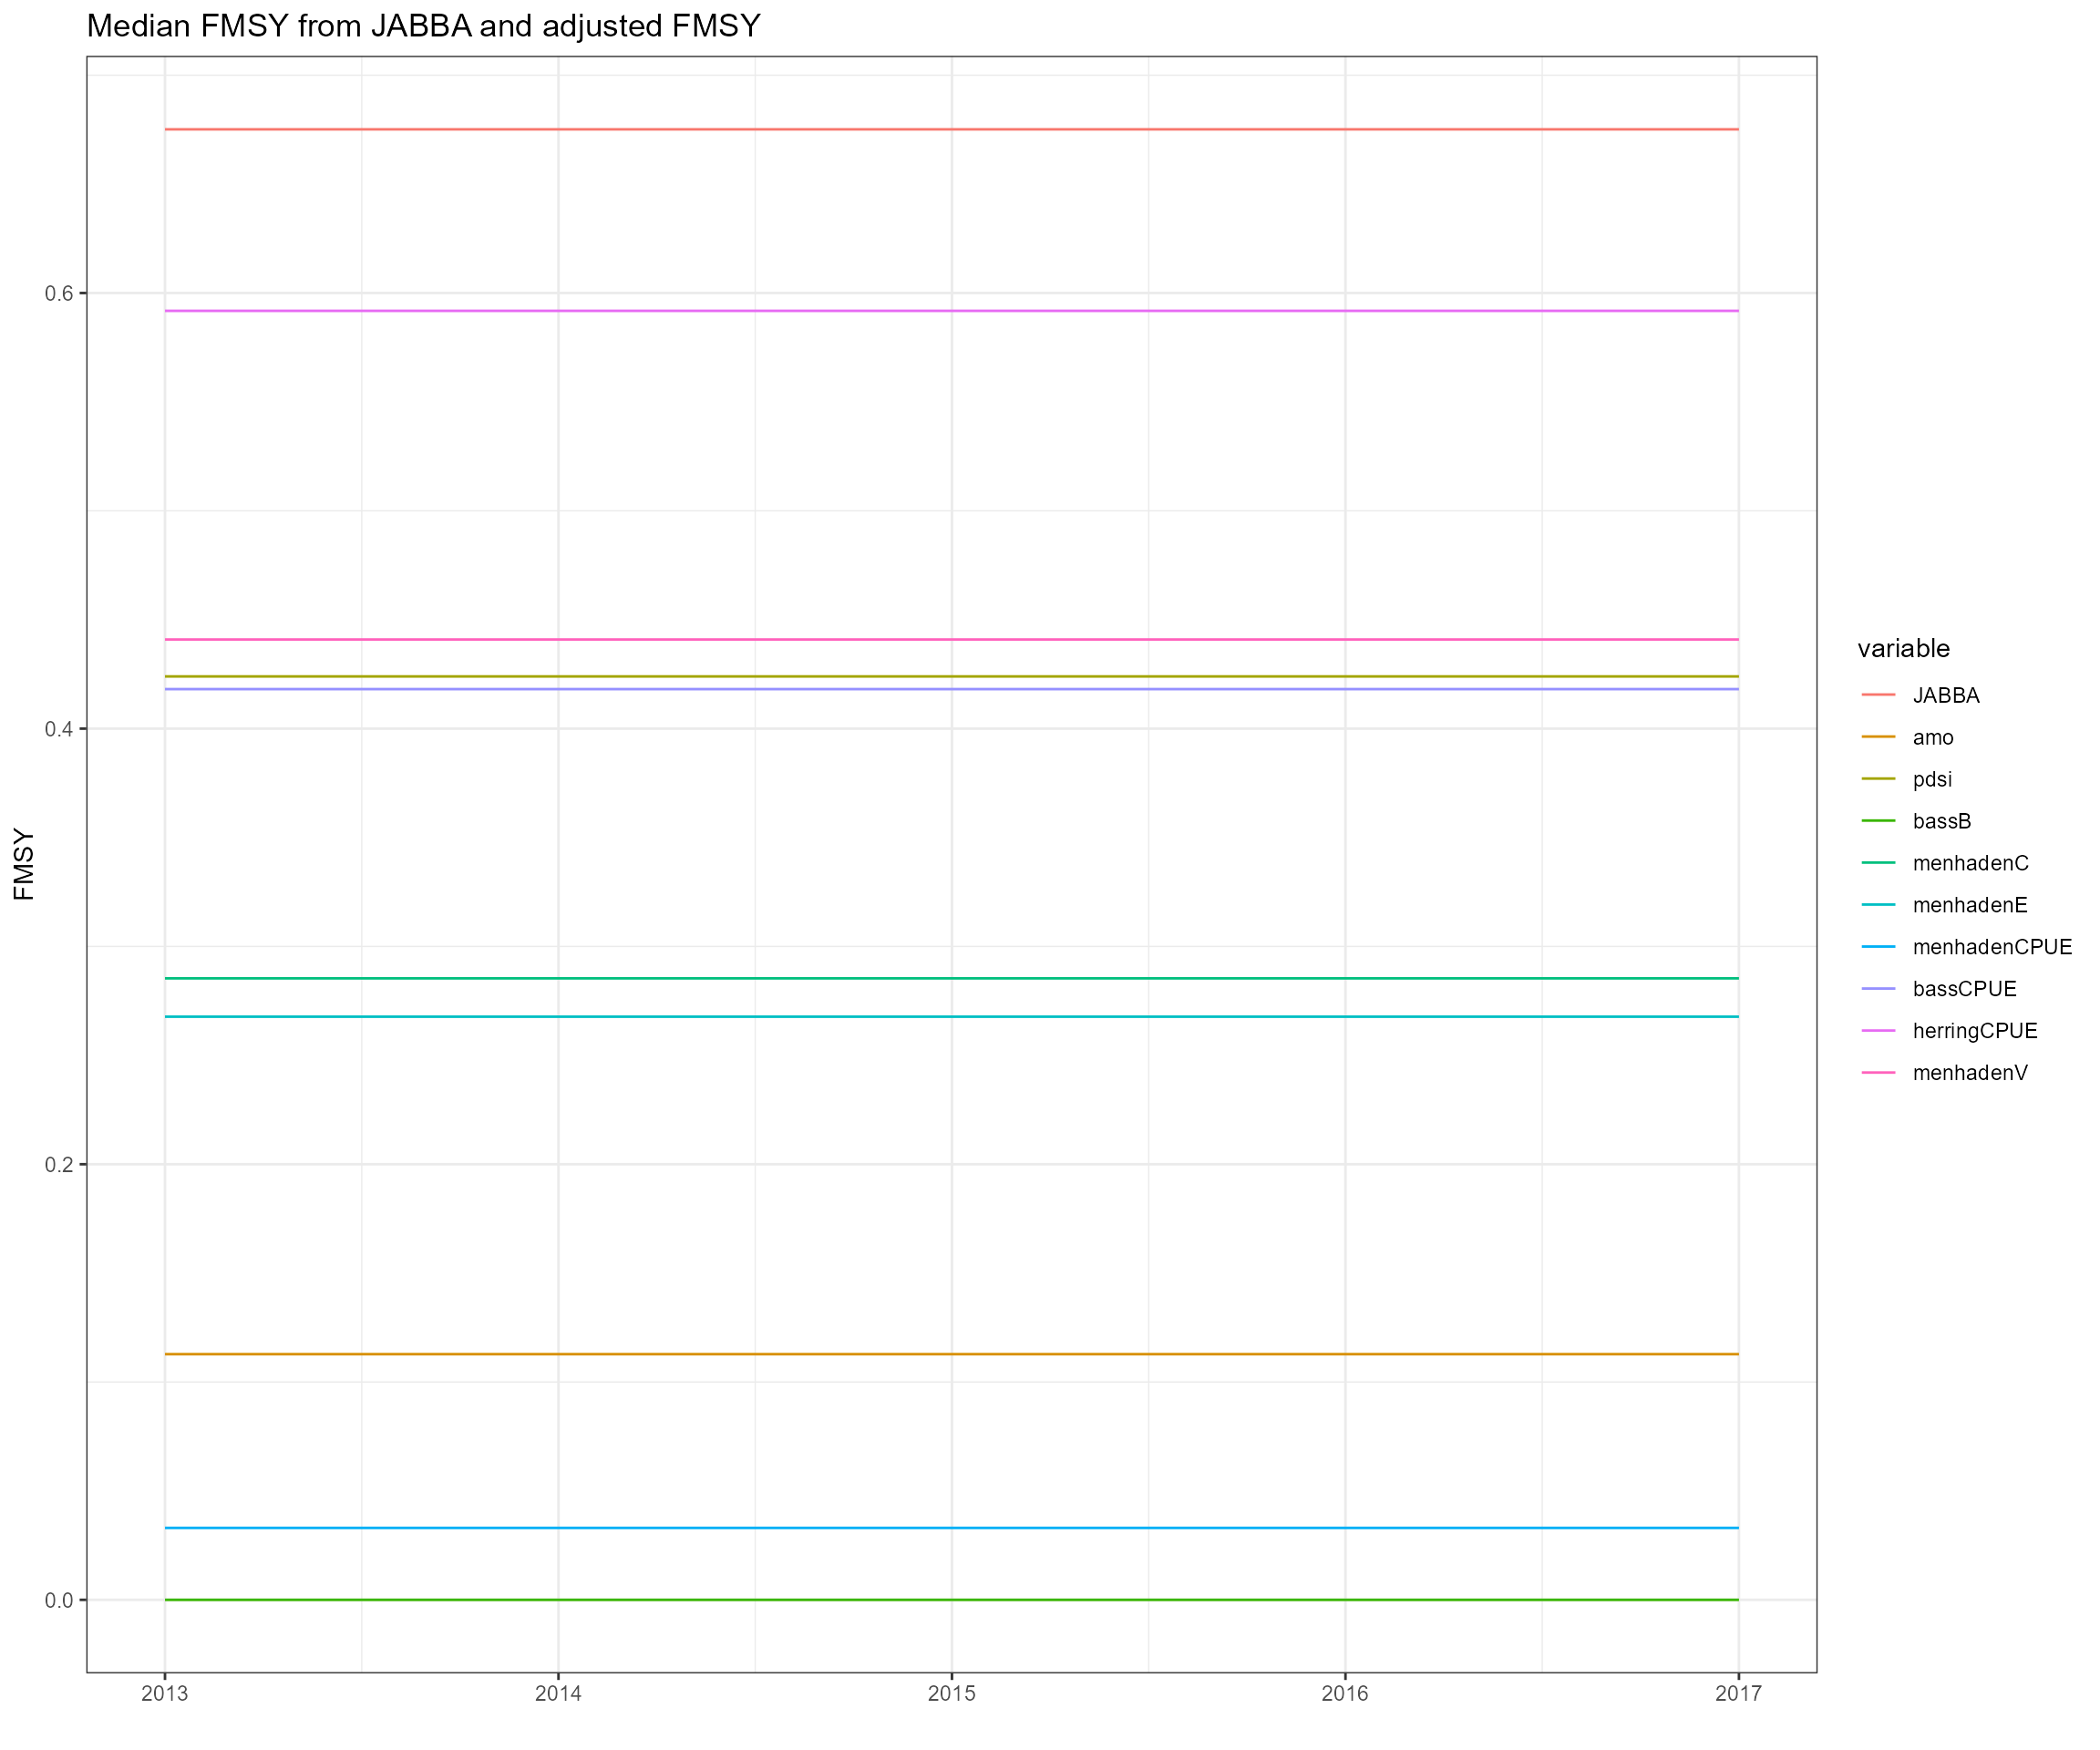 Median FMSY from JABBA and adjusted FMSY
0.6
0.4
0.2
0.0
FMSY
2013 2014 2015 2016 2017
variable
JABBA
amo
pdsi
bassB
menhadenC
menhadenE
menhadenCPUE
bassCPUE
herringCPUE
menhadenV